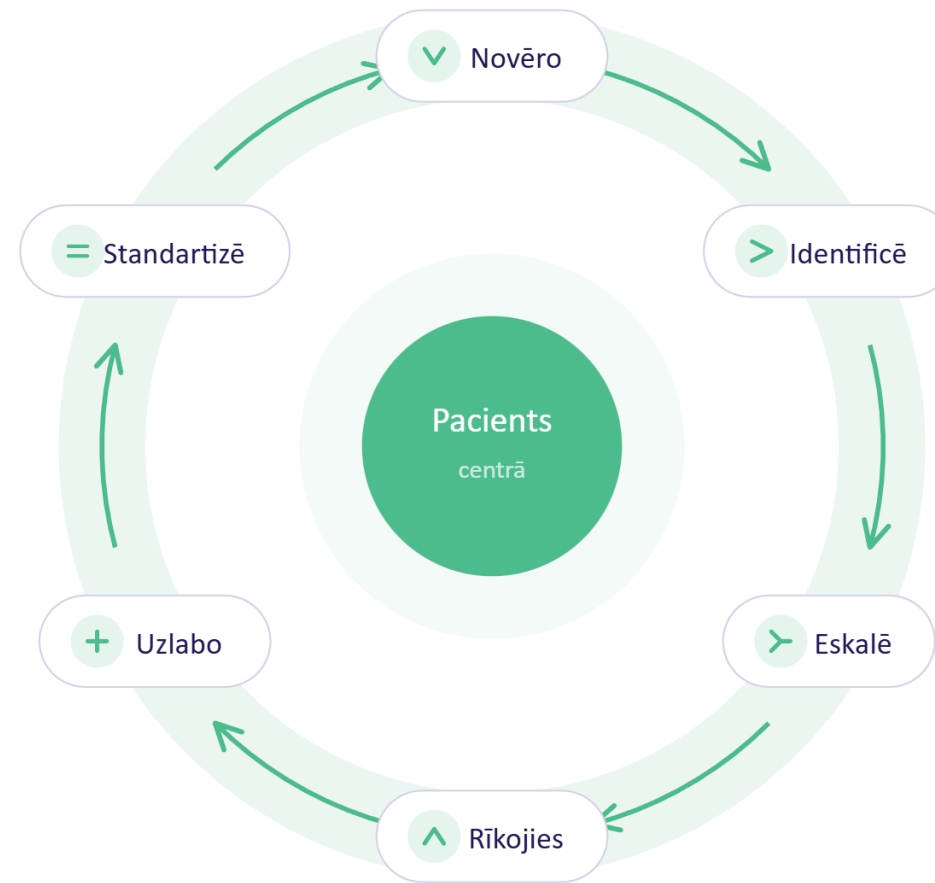 Novēro
Standartizē
Identificē
Pacients
centrā
Uzlabo
Eskalē
Rīkojies